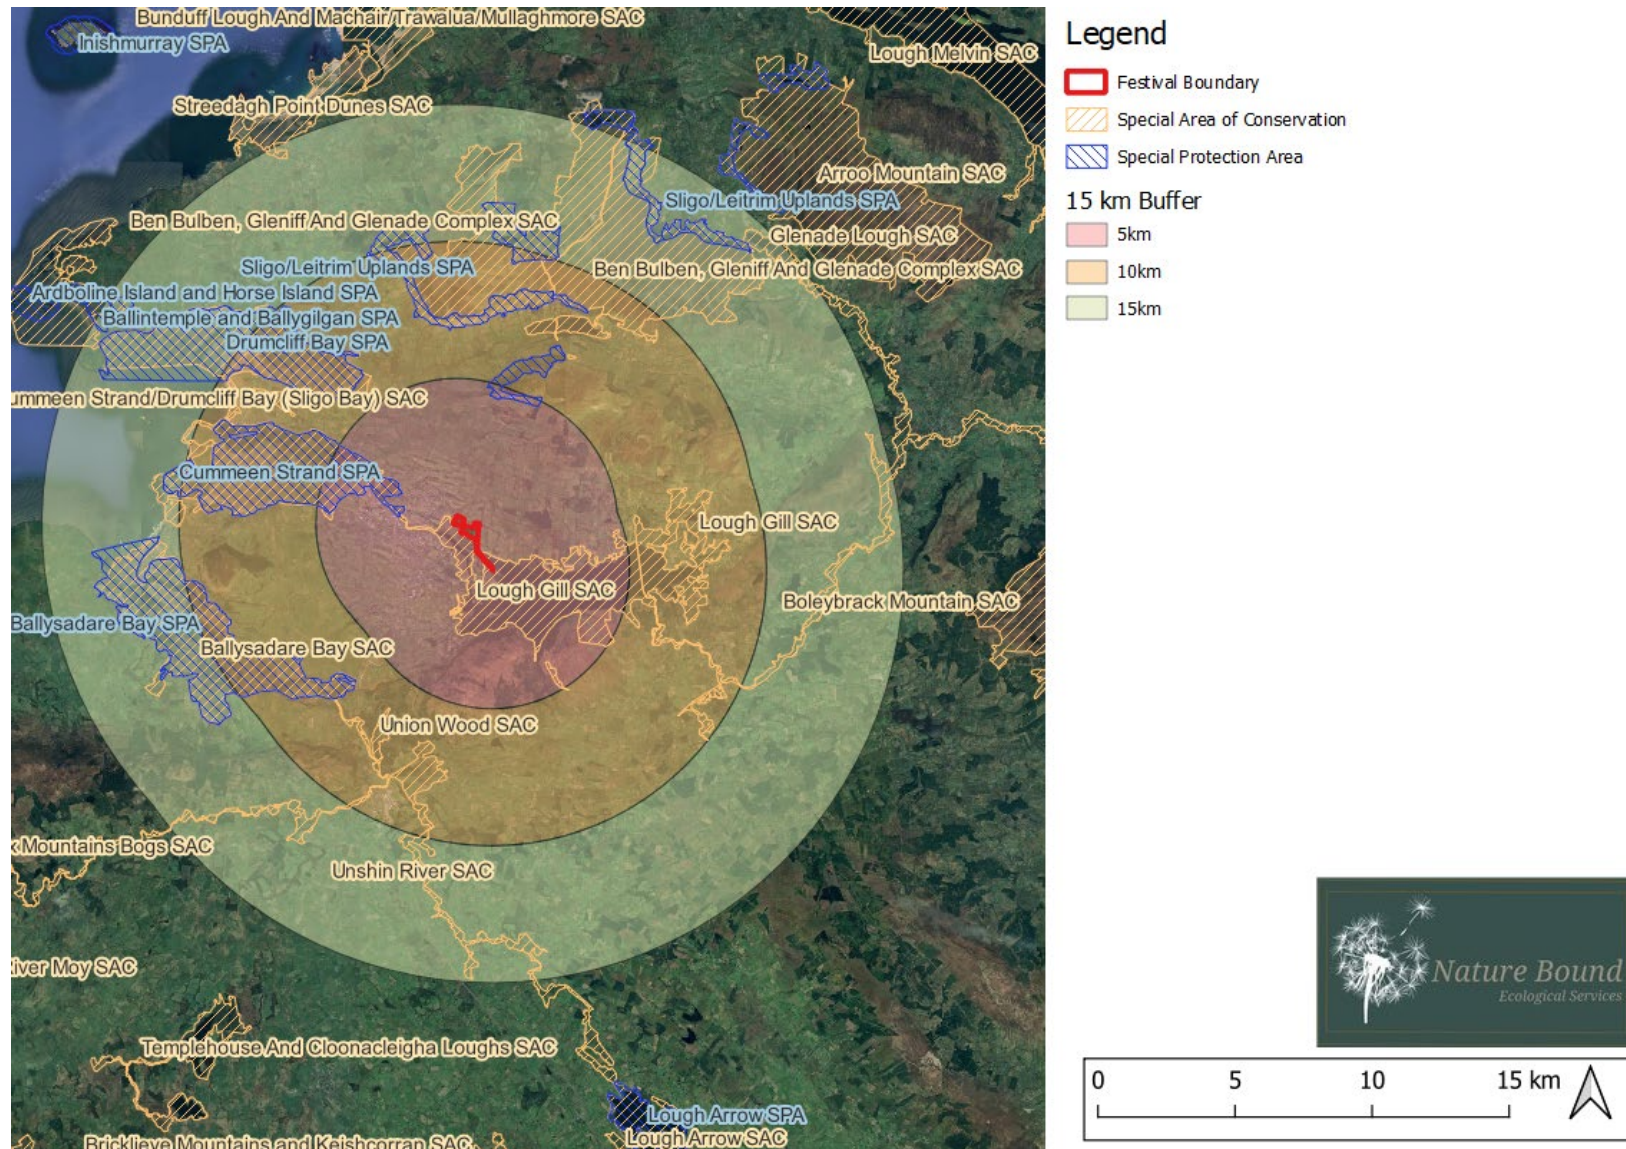 Bunduff Lough And Machair/Trawalua/Mullaghmore SAC
Inishmurray SPA
Lough Melvin SAC
Streedagh Point Dunes SAC
Arroo Mountain SAC
Sligo/Leitrim Uplands SPA
Ben Bulben, Gleniff And Glenade Complex SAC
Glenade Lough SAC
Sligo/Leitrim Uplands SPA
Ben Bulben, Gleniff And Glenade Complex SAC
Ardboline Island and Horse Island SPA
Ballintemple and Ballygilgan SPA
Drumcliff Bay SPA
ummeen Strand/Drumcliff Bay (Sligo Bay) SAC
Cummeen Strand SPA
Lough Gill SAC
Lough Gill SAC
Boleybrack Mountain SAC
Ballysadare Bay SPA
Ballysadare Bay SAC
Union Wood SAC
x Mountains Bogs SAC
Unshin River SAC
iver Moy SAC
Templehouse And Cloonacleigha Loughs SAC
Lough Arrow SPA
Lough Arrow SAC
Bricklieve Mountains and Keishcorran SAC
Legend
Festival Boundary
Special Area of Conservation
Special Protection Area
15 km Buffer
5km
10km
15km
Nature Bound
Ecological Services
0 5 10 15 km